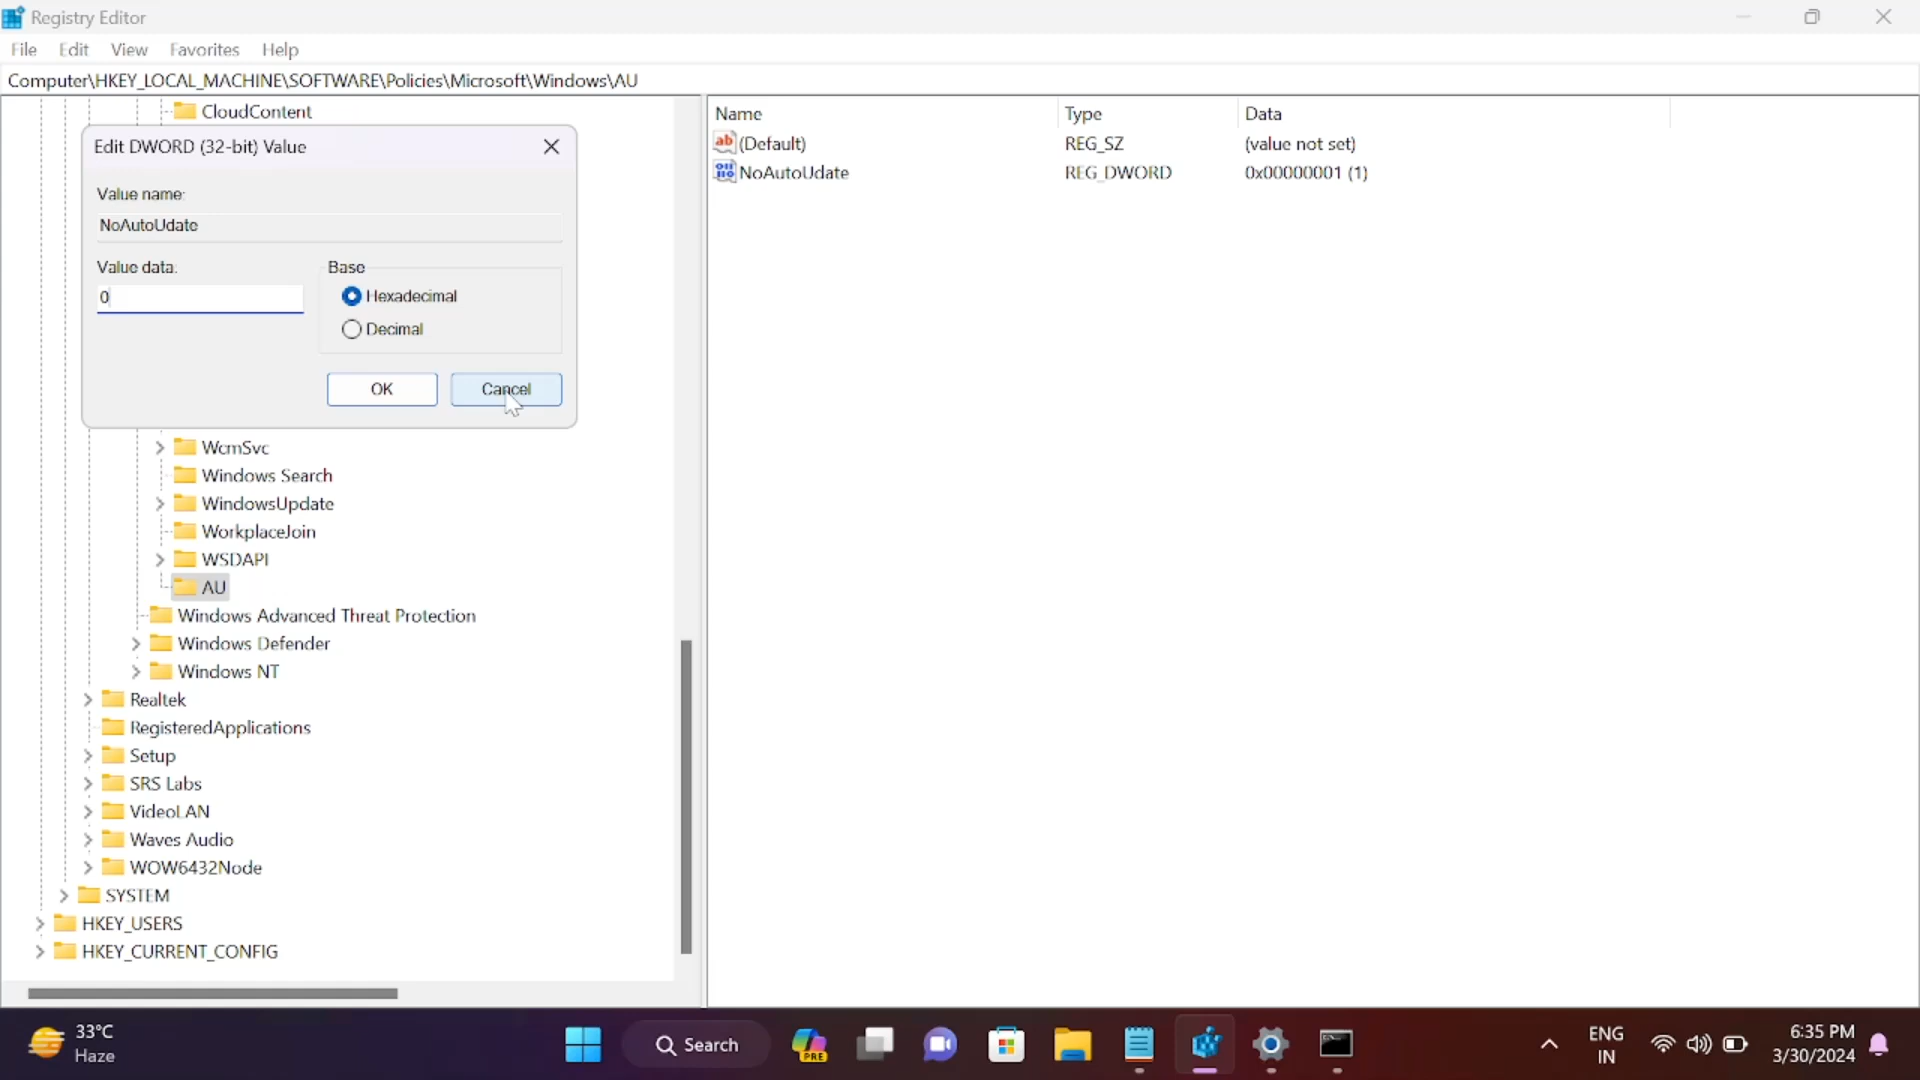 Registry Editor
File Edit View Favorites Help
Computer\HKEY_LOCAL_MACHINE\SOFTWARE\Policies\Microsoft\Windows\AU
CloudContent
Edit DWORD (32-bit) Value
Value name:
NoAutoUdate
Value data:
0
Base
Hexadecimal
Decimal
OK
Cancel
WcmSvc
Windows Search
WindowsUpdate
WorkplaceJoin
WSDAPI
AU
Windows Advanced Threat Protection
Windows Defender
Windows NT
Realtek
RegisteredApplications
Setup
SRS Labs
VideoLAN
Waves Audio
WOW6432Node
SYSTEM
HKEY_USERS
HKEY_CURRENT_CONFIG
Name Type Data
(Default) REG_SZ (value not set)
NoAutoUdate REG_DWORD 0x00000001 (1)
33°C
Haze
Search
PRE
ENG
IN
6:35 PM
3/30/2024